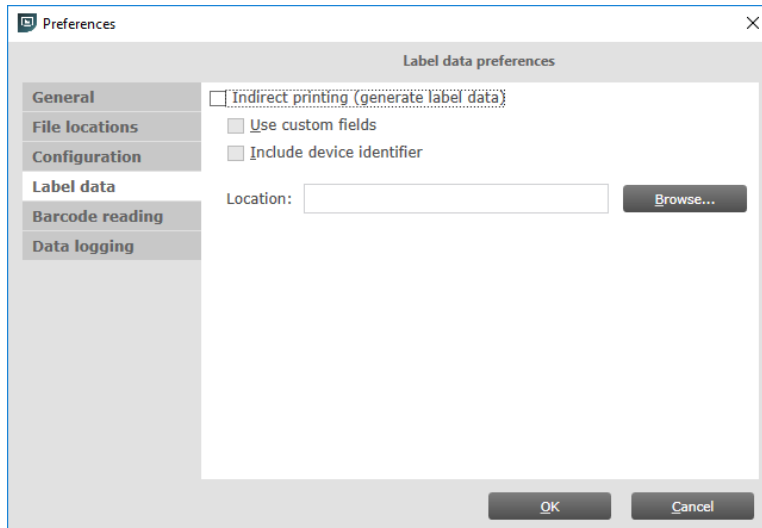 Preferences
Label data preferences
General
File locations
Configuration
Label data
Barcode reading
Data logging
Indirect printing (generate label data)
Use custom fields
Include device identifier
Location:
Browse...
OK
Cancel